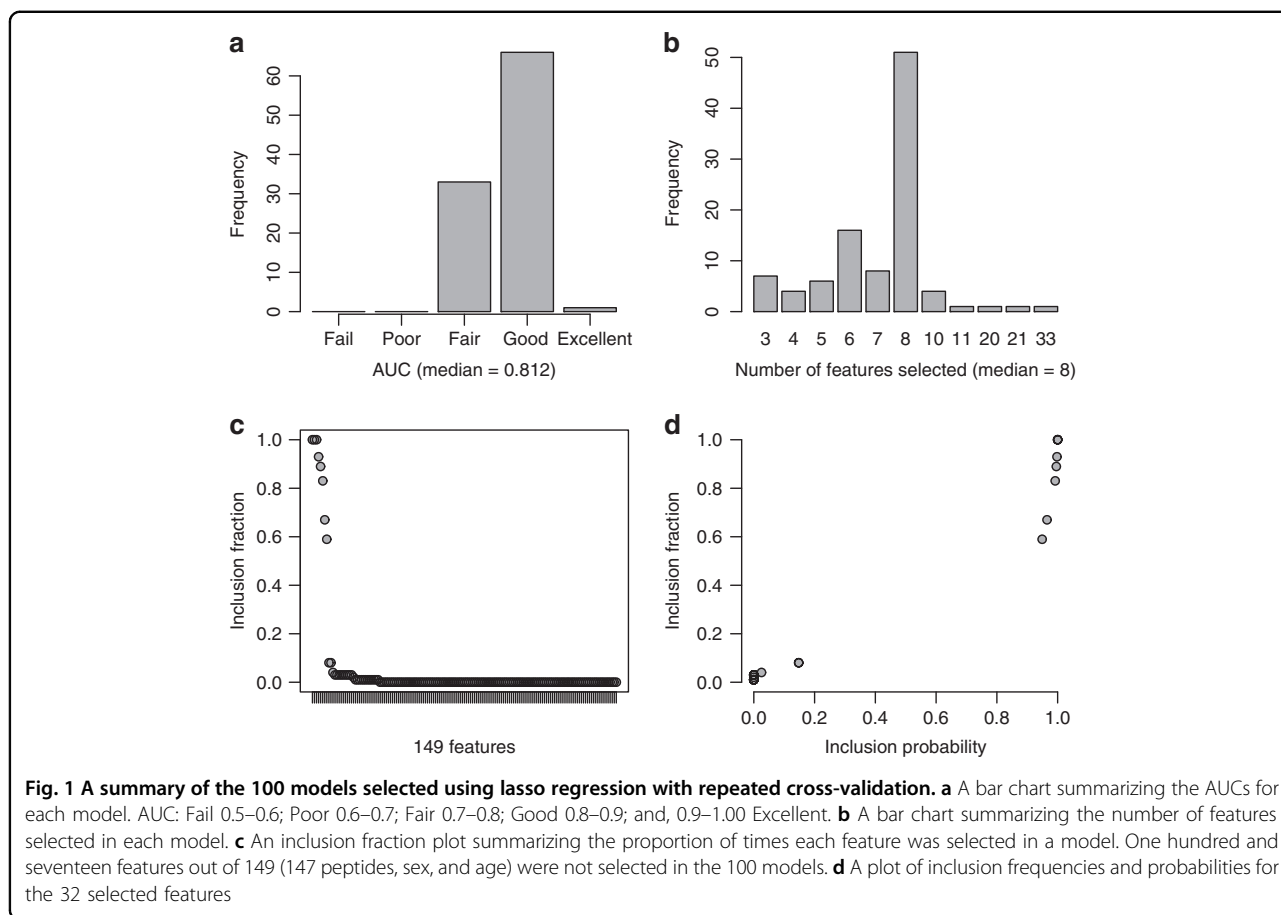 a
60
50
40
30
20
10
0
Frequency
Fail Poor Fair Good Excellent
AUC (median = 0.812)
b
50
40
30
20
10
0
Frequency
3 4 5 6 7 8 10 11 20 21 33
Number of features selected (median = 8)
c
1.0
0.8
0.6
0.4
0.2
0.0
Inclusion fraction
149 features
d
1.0
0.8
0.6
0.4
0.2
0.0
Inclusion fraction
0.0 0.2 0.4 0.6 0.8 1.0
Inclusion probability
Fig. 1 A summary of the 100 models selected using lasso regression with repeated cross-validation. a A bar chart summarizing the AUCs for
each model. AUC: Fail 0.5–0.6; Poor 0.6–0.7; Fair 0.7–0.8; Good 0.8–0.9; and, 0.9–1.00 Excellent. b A bar chart summarizing the number of features
selected in each model. c An inclusion fraction plot summarizing the proportion of times each feature was selected in a model. One hundred and
seventeen features out of 149 (147 peptides, sex, and age) were not selected in the 100 models. d A plot of inclusion frequencies and probabilities for
the 32 selected features